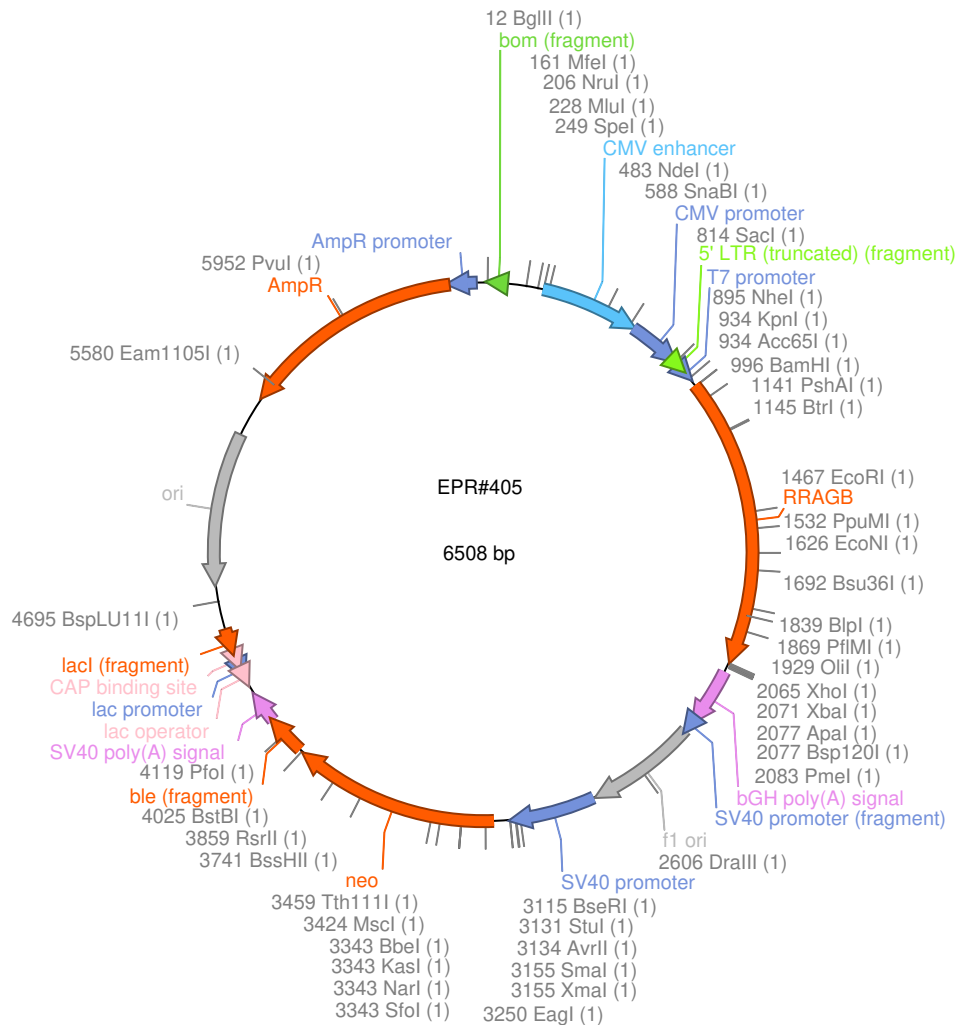 12 BglII (1)
bom (fragment)
161 MfeI (1)
206 NruI (1)
228 MluI (1)
249 SpeI (1)
CMV enhancer
483 NdeI (1)
588 SnaBI (1)
CMV promoter
814 SacI (1)
5' LTR (truncated) (fragment)
T7 promoter
895 NheI (1)
934 KpnI (1)
934 Acc65I (1)
996 BamHI (1)
1141 PshAI (1)
1145 BtrI (1)
1467 EcoRI (1)
RRAGB
1532 PpuMI (1)
1626 EcoNI (1)
1692 Bsu36I (1)
1839 BlpI (1)
1869 PflMI (1)
1929 OliI (1)
2065 XhoI (1)
2071 XbaI (1)
2077 ApaI (1)
2077 Bsp120I (1)
2083 PmeI (1)
bGH poly(A) signal
SV40 promoter (fragment)
f1 ori
2606 DraIII (1)
SV40 promoter
3115 BseRI (1)
3131 StuI (1)
3134 AvrII (1)
3155 SmaI (1)
3155 XmaI (1)
3250 EagI (1)
3343 SfoI (1)
3343 NarI (1)
3343 KasI (1)
3343 BbeI (1)
3424 MscI (1)
3459 Tth111I (1)
neo
3741 BssHII (1)
3859 RsrII (1)
4025 BstBI (1)
ble (fragment)
4119 PfoI (1)
SV40 poly(A) signal
lac operator
lac promoter
CAP binding site
lacI (fragment)
4695 BspLU11I (1)
ori
5580 Eam1105I (1)
AmpR
5952 PvuI (1)
AmpR promoter
EPR#405
6508 bp